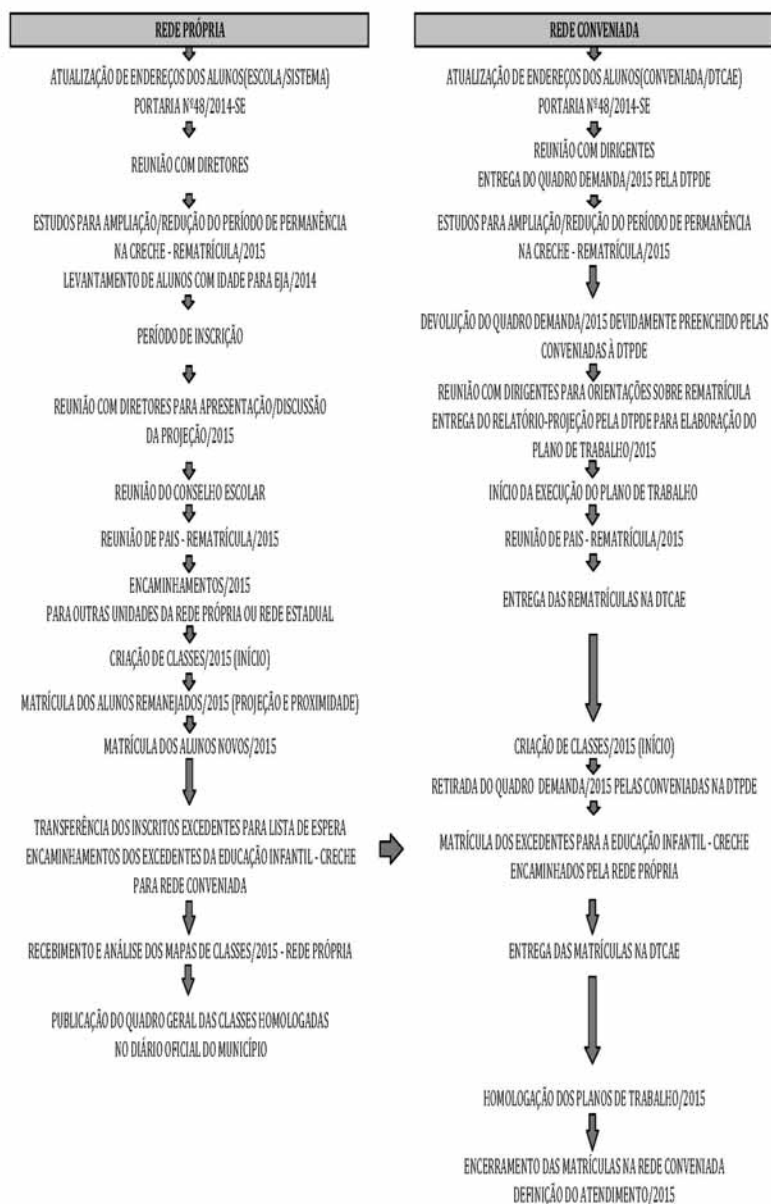 REDE PRÓPRIA
ATUALIZAÇÃO DE ENDEREÇOS DOS ALUNOS(ESCOLA/SISTEMA)
PORTARIA Nº48/2014-SE
REUNIÃO COM DIRETORES
ESTUDOS PARA AMPLIAÇÃO/REDUÇÃO DO PERÍODO DE PERMANÊNCIA
NA CRECHE - REMATRÍCULA/2015
LEVANTAMENTO DE ALUNOS COM IDADE PARA EJA/2014
PERÍODO DE INSCRIÇÃO
REUNIÃO COM DIRETORES PARA APRESENTAÇÃO/DISCUSSÃO
DA PROJEÇÃO/2015
REUNIÃO DO CONSELHO ESCOLAR
REUNIÃO DE PAIS - REMATRÍCULA/2015
ENCAMINHAMENTOS/2015
PARA OUTRAS UNIDADES DA REDE PRÓPRIA OU REDE ESTADUAL
CRIAÇÃO DE CLASSES/2015 (INÍCIO)
MATRÍCULA DOS ALUNOS REMANEJADOS/2015 (PROJEÇÃO E PROXIMIDADE)
MATRÍCULA DOS ALUNOS NOVOS/2015
TRANSFERÊNCIA DOS INSCRITOS EXCEDENTES PARA LISTA DE ESPERA
ENCAMINHAMENTOS DOS EXCEDENTES DA EDUCAÇÃO INFANTIL - CRECHE
PARA REDE CONVENIADA
RECEBIMENTO E ANÁLISE DOS MAPAS DE CLASSES/2015 - REDE PRÓPRIA
PUBLICAÇÃO DO QUADRO GERAL DAS CLASSES HOMOLOGADAS
NO DIÁRIO OFICIAL DO MUNICÍPIO
REDE CONVENIADA
ATUALIZAÇÃO DE ENDEREÇOS DOS ALUNOS(CONVENIADA/DTCAE)
PORTARIA Nº48/2014-SE
REUNIÃO COM DIRIGENTES
ENTREGA DO QUADRO DEMANDA/2015 PELA DTPDE
ESTUDOS PARA AMPLIAÇÃO/REDUÇÃO DO PERÍODO DE PERMANÊNCIA
NA CRECHE - REMATRÍCULA/2015
DEVOLUÇÃO DO QUADRO DEMANDA/2015 DEVIDAMENTE PREENCHIDO PELAS
CONVENIADAS À DTPDE
REUNIÃO COM DIRIGENTES PARA ORIENTAÇÕES SOBRE REMATRÍCULA
ENTREGA DO RELATÓRIO-PROJEÇÃO PELA DTPDE PARA ELABORAÇÃO DO
PLANO DE TRABALHO/2015
INÍCIO DA EXECUÇÃO DO PLANO DE TRABALHO
REUNIÃO DE PAIS - REMATRÍCULA/2015
ENTREGA DAS REMATRÍCULAS NA DTCAE
CRIAÇÃO DE CLASSES/2015 (INÍCIO)
RETIRADA DO QUADRO DEMANDA/2015 PELAS CONVENIADAS NA DTPDE
MATRÍCULA DOS EXCEDENTES PARA A EDUCAÇÃO INFANTIL - CRECHE
ENCAMINHADOS PELA REDE PRÓPRIA
ENTREGA DAS MATRÍCULAS NA DTCAE
HOMOLOGAÇÃO DOS PLANOS DE TRABALHO/2015
ENCERRAMENTO DAS MATRÍCULAS NA REDE CONVENIADA
DEFINIÇÃO DO ATENDIMENTO/2015